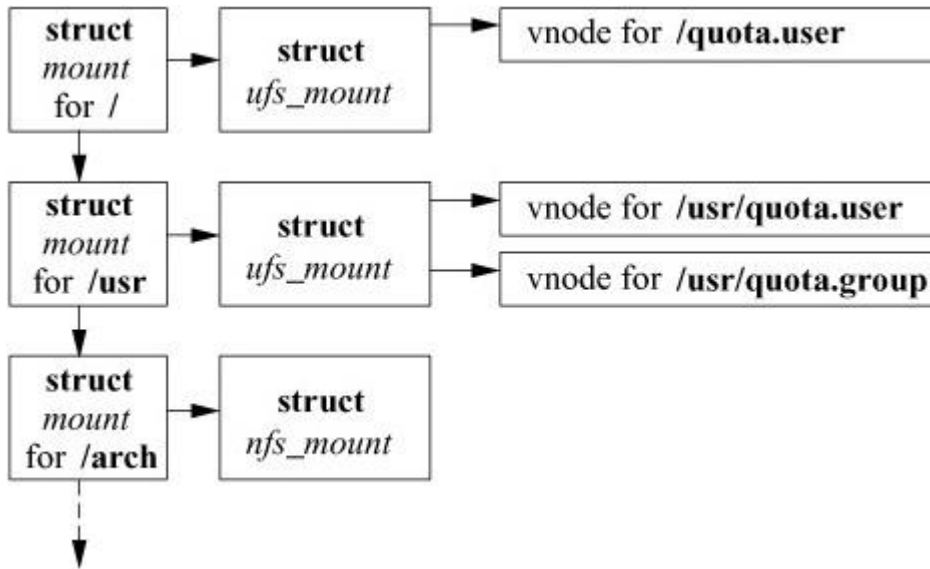 struct
mount
for /
struct
ufs_mount
vnode for /quota.user
struct
mount
for /usr
struct
ufs_mount
vnode for /usr/quota.user
vnode for /usr/quota.group
struct
mount
for /arch
struct
nfs_mount